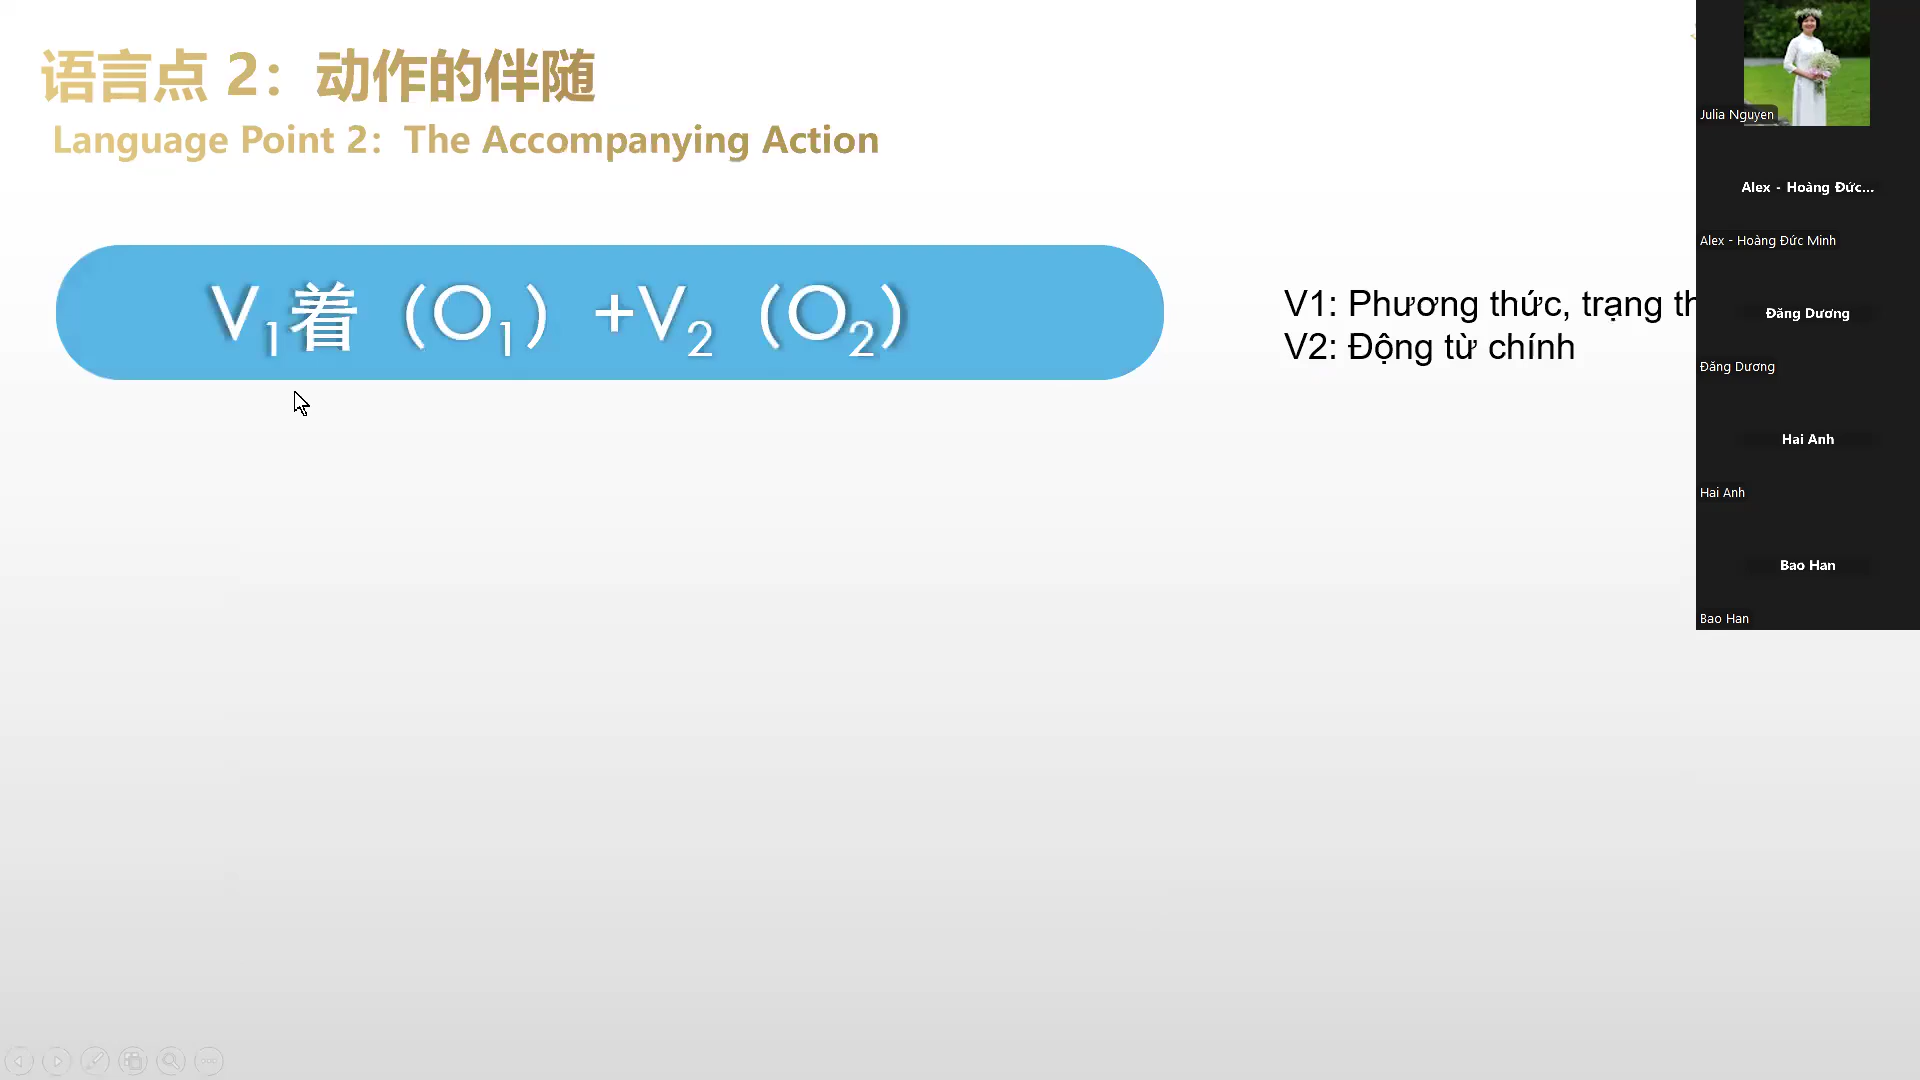 语言点 2：动作的伴随
Language Point 2：The Accompanying Action
V₁着（O₁）+V₂（O₂）
V1: Phương thức, trạng
V2: Động từ chính
Julia Nguyen
Alex - Hoàng Đức...
Alex - Hoàng Đức Minh
Đăng Dương
Đăng Dương
Hai Anh
Hai Anh
Bao Han
Bao Han